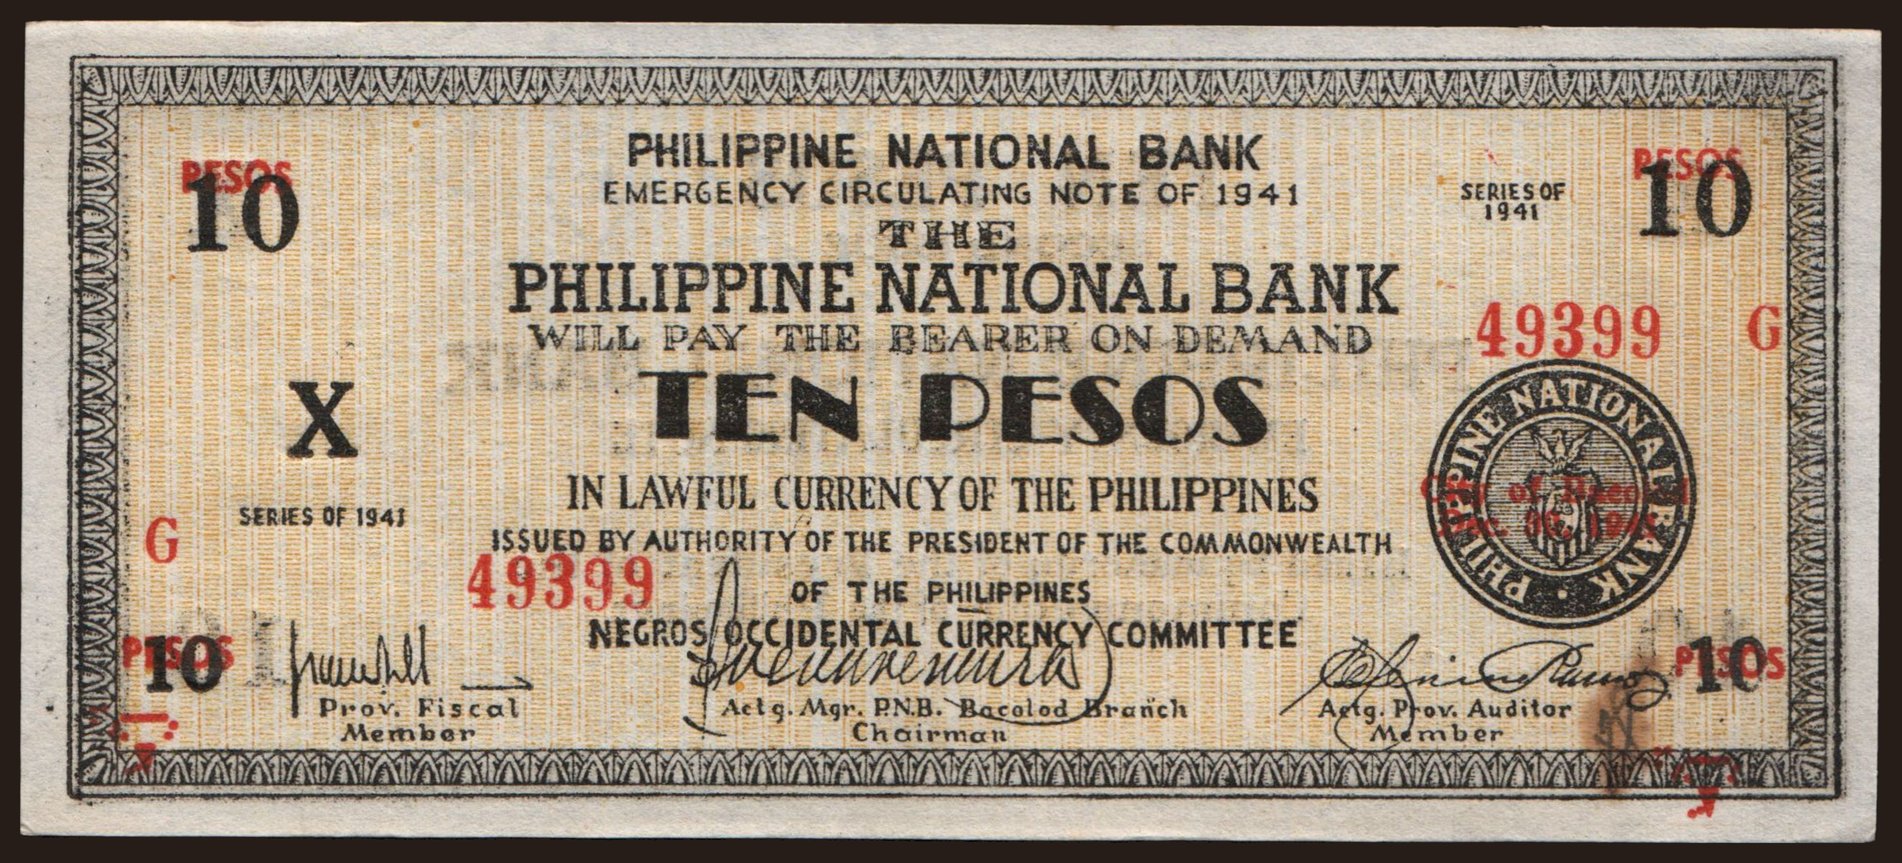 PHILIPPINE NATIONAL BANK
PESOS
10
EMERGENCY CIRCULATING NOTE OF 1941
SERIES OF
1941
PESOS
10
THE
PHILIPPINE NATIONAL BANK
49399 G
WILL PAY THE BEARER ON DEMAND
X
TEN PESOS
PHILIPPINE NATIONAL BANK · PHILIPPINE NATIONAL BANK
IN LAWFUL CURRENCY OF THE PHILIPPINES
SERIES OF 1941
G
ISSUED BY AUTHORITY OF THE PRESIDENT OF THE COMMONWEALTH
49399
OF THE PHILIPPINES
NEGROS OCCIDENTAL CURRENCY COMMITTEE
PESOS
10
PESOS
10
Prov. Fiscal
Member
Actg. Mgr. P.N.B. Bacolod Branch
Chairman
Actg. Prov. Auditor
Member